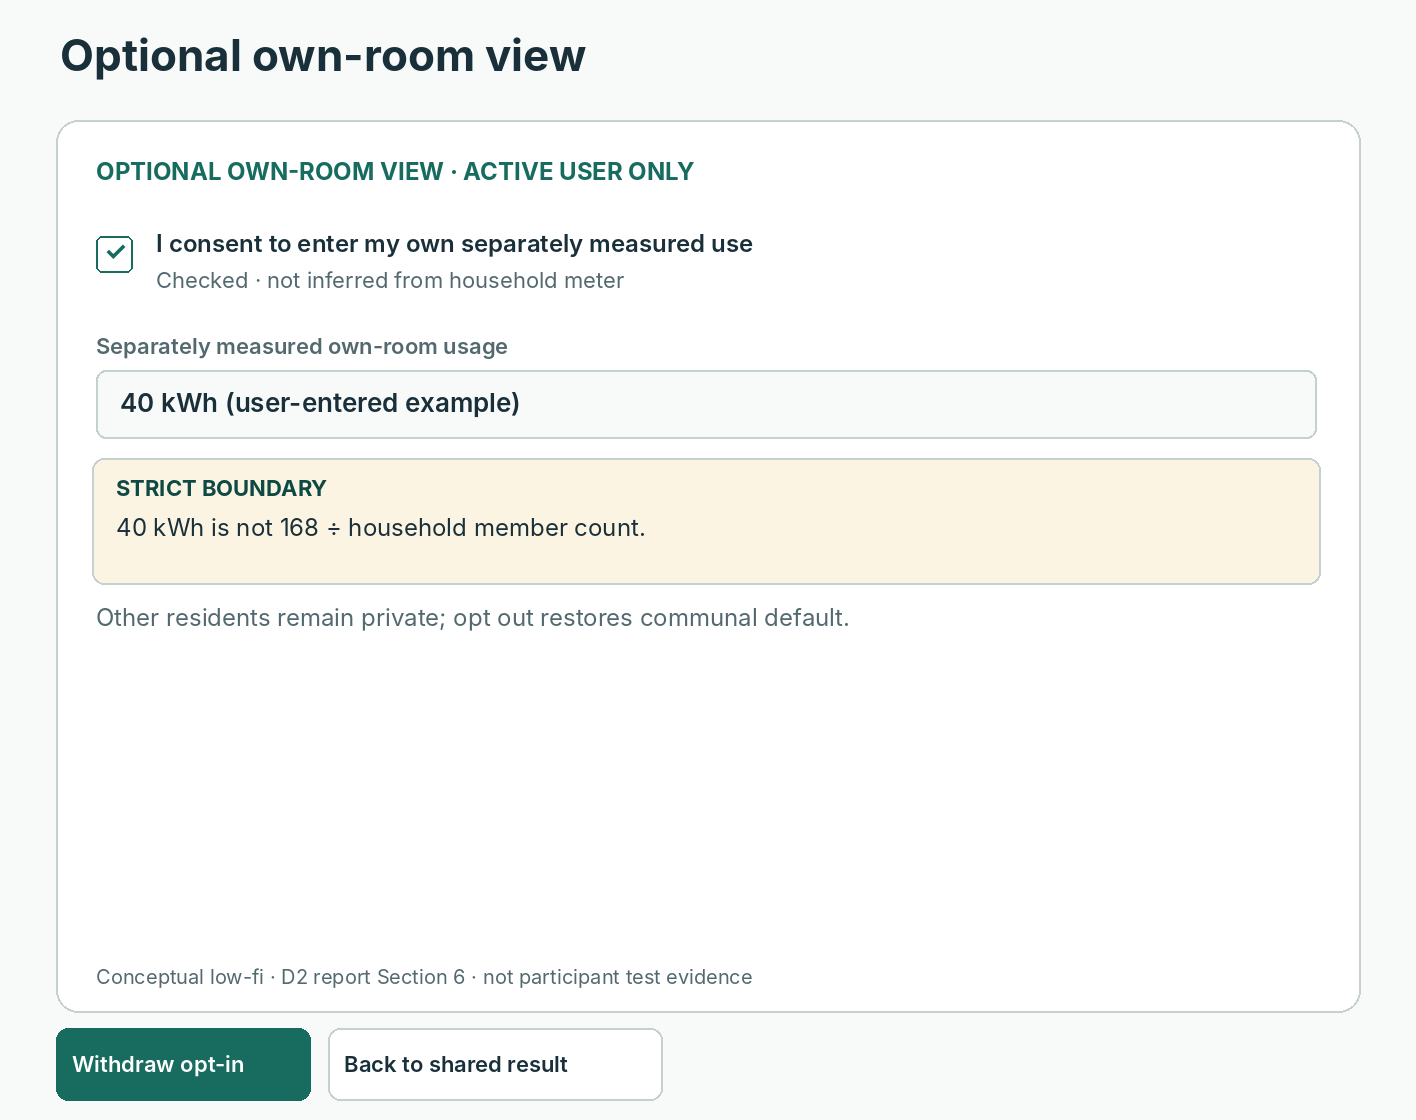 Optional own-room view
OPTIONAL OWN-ROOM VIEW · ACTIVE USER ONLY
I consent to enter my own separately measured use
Checked · not inferred from household meter
Separately measured own-room usage
40 kWh (user-entered example)
STRICT BOUNDARY
40 kWh is not 168 ÷ household member count.
Other residents remain private; opt out restores communal default.
Conceptual low-fi · D2 report Section 6 · not participant test evidence
Withdraw opt-in
Back to shared result